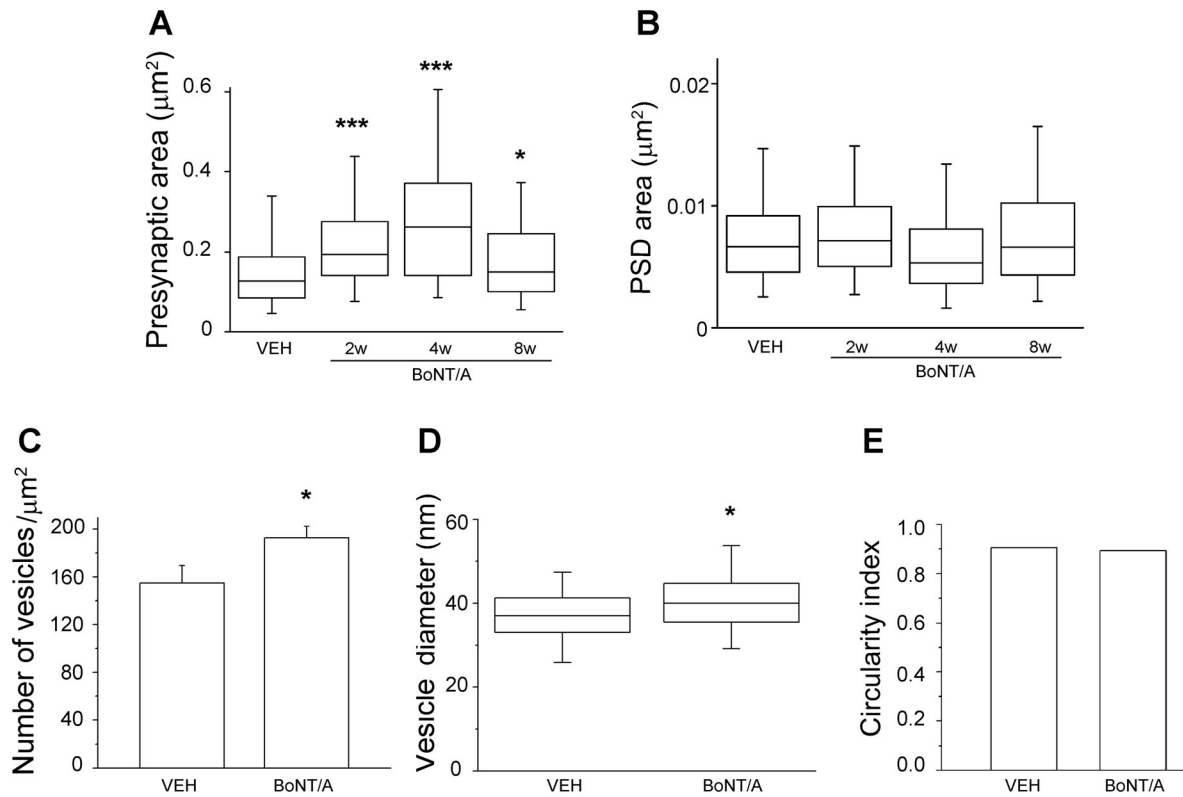 A
Presynaptic area (μm²)
0.6
0.4
0.2
0
***
***
*
VEH
2w
4w
8w
BoNT/A
B
PSD area (μm²)
0.02
0.01
0
VEH
2w
4w
8w
BoNT/A
C
Number of vesicles/μm²
200
160
120
80
40
0
*
VEH
BoNT/A
D
Vesicle diameter (nm)
60
40
20
0
*
VEH
BoNT/A
E
Circularity index
1.0
0.8
0.6
0.4
0.2
0.0
VEH
BoNT/A